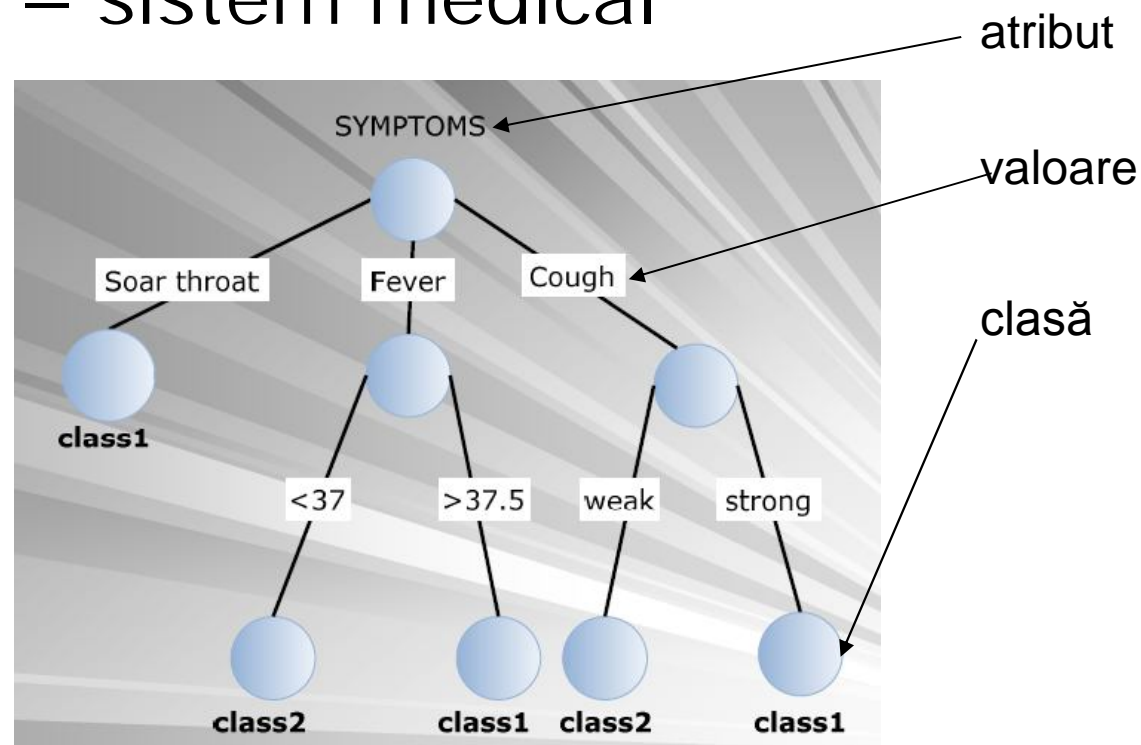 – sistem medical
atribut
SYMPTOMS
valoare
Soar throat
Fever
Cough
clasă
class1
<37
>37.5
weak
strong
class2
class1
class2
class1